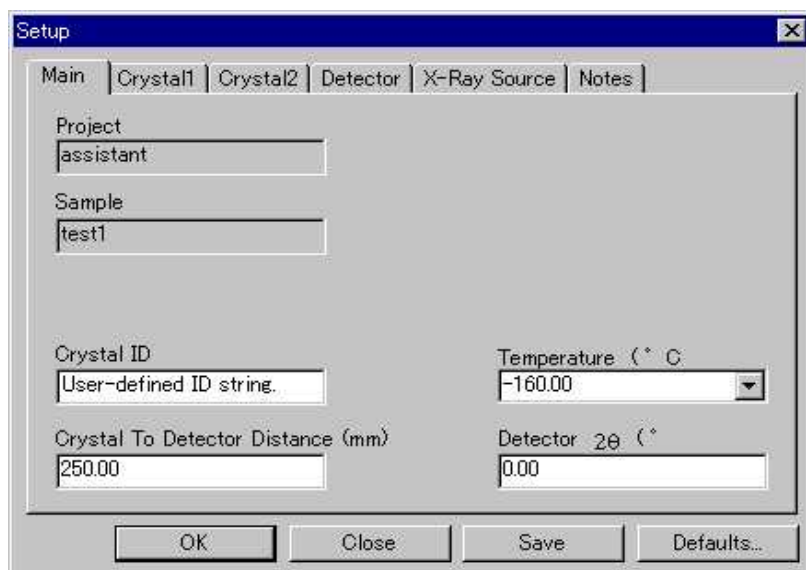 Setup
Main Crystal1 Crystal2 Detector X-Ray Source Notes
Project
assistant
Sample
test1
Crystal ID
User-defined ID string.
Temperature (° C
-160.00
Crystal To Detector Distance (mm)
250.00
Detector 2θ (°
0.00
OK Close Save Defaults...